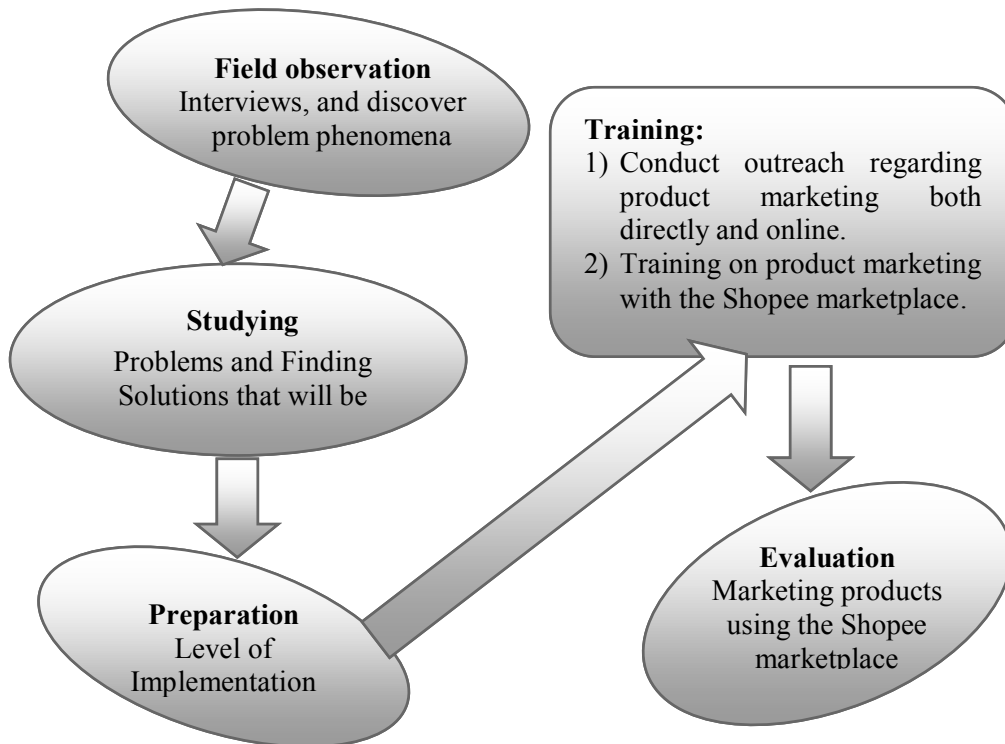 Field observation
Interviews, and discover
problem phenomena
Studying
Problems and Finding
Solutions that will be
Preparation
Level of
Implementation
Training:
1) Conduct outreach regarding
product marketing both
directly and online.
2) Training on product marketing
with the Shopee marketplace.
Evaluation
Marketing products
using the Shopee
marketplace